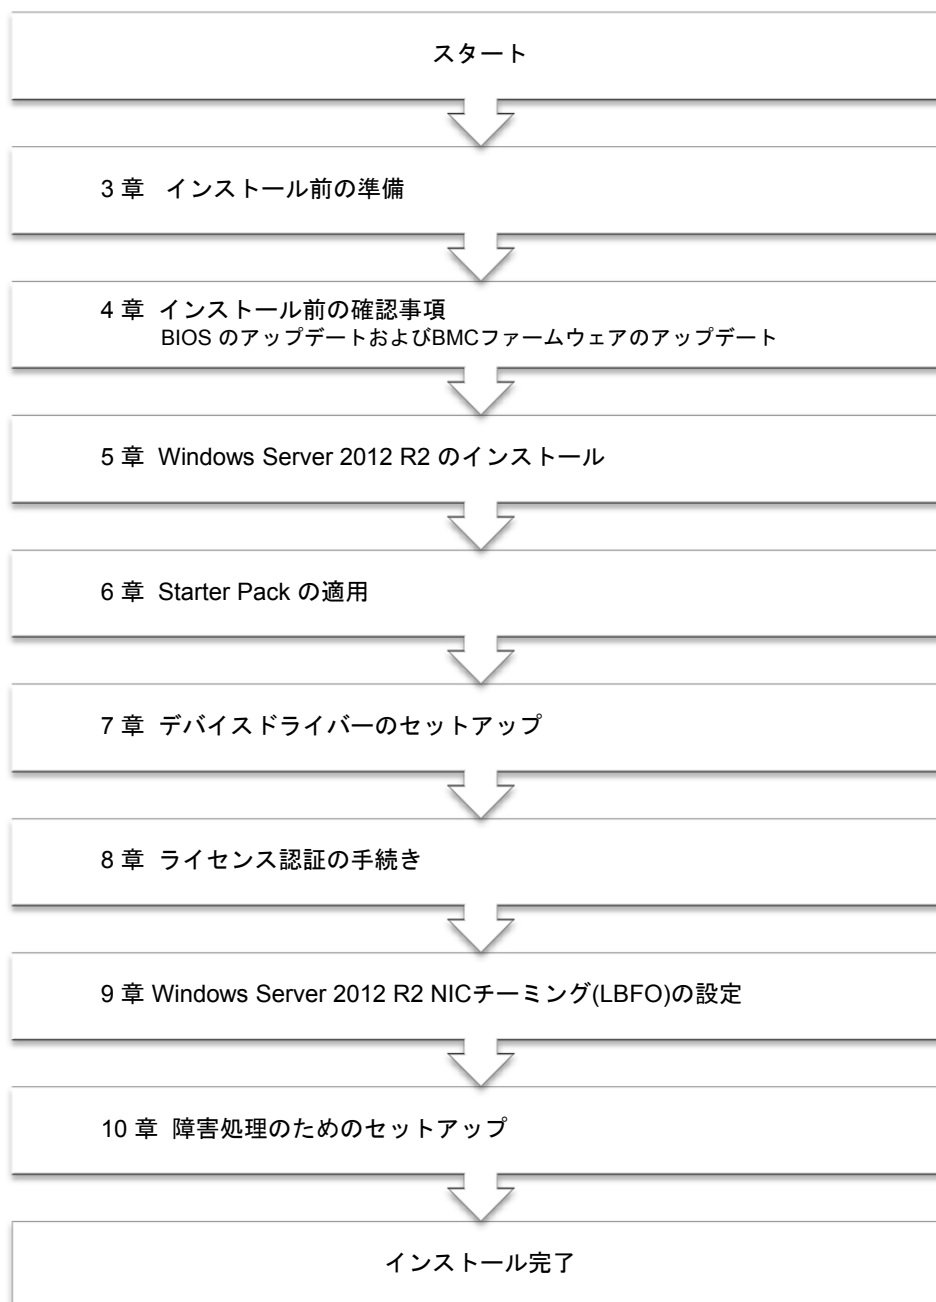 スタート
3 章 インストール前の準備
4 章 インストール前の確認事項
BIOS のアップデートおよびBMCファームウェアのアップデート
5 章 Windows Server 2012 R2 のインストール
6 章 Starter Pack の適用
7 章 デバイスドライバーのセットアップ
8 章 ライセンス認証の手続き
9 章 Windows Server 2012 R2 NICチーミング(LBFO)の設定
10 章 障害処理のためのセットアップ
インストール完了